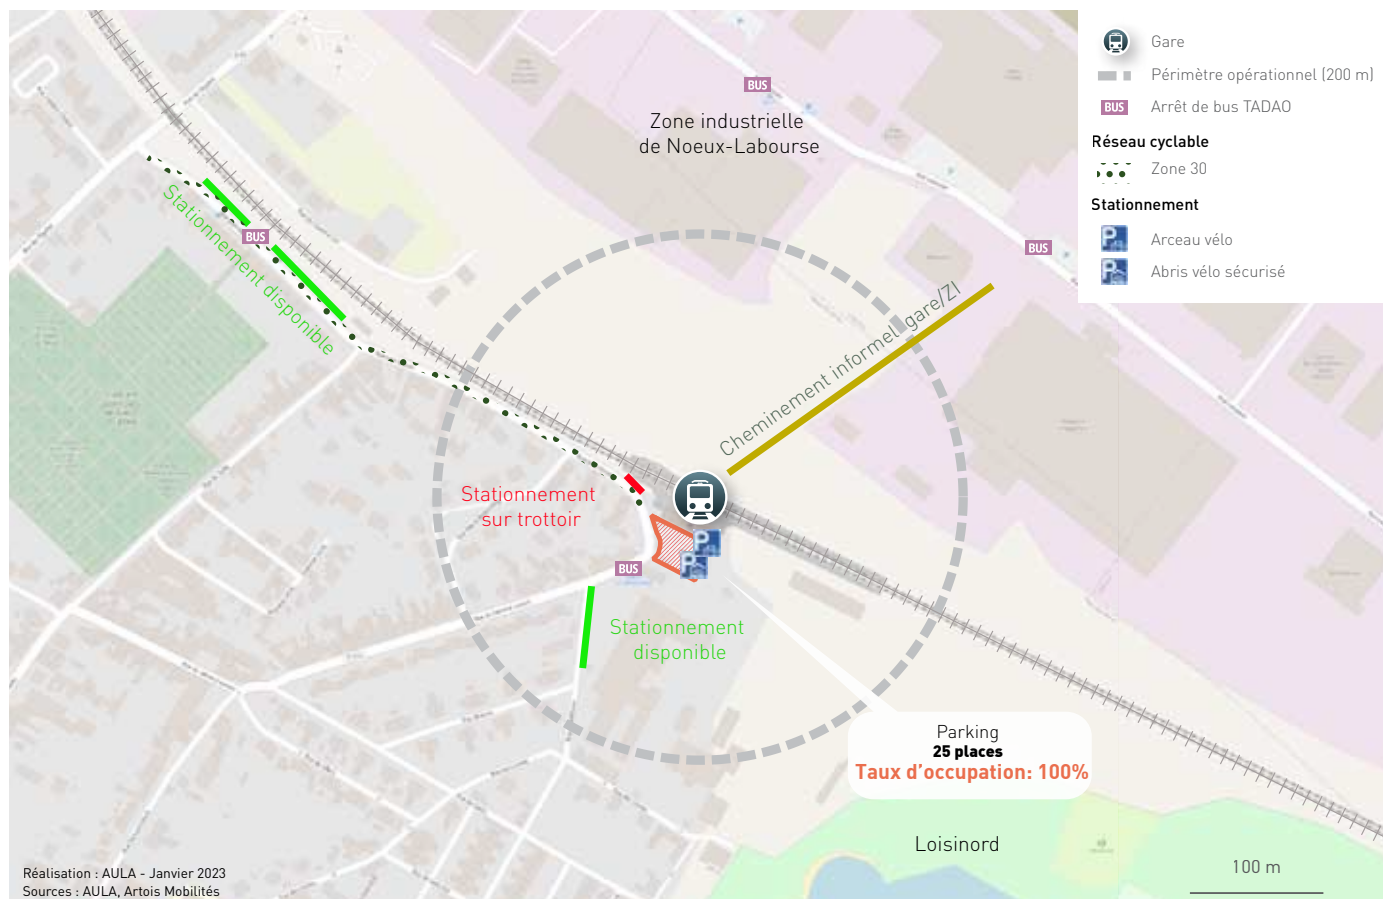 Gare
Périmètre opérationnel (200 m)
BUS
Arrêt de bus TADAO
Réseau cyclable
Zone 30
Stationnement
Arceau vélo
Abris vélo sécurisé
BUS
Zone industrielle
de Noeux-Labourse
BUS
BUS
Stationnement disponible
Cheminement informel gare/ZI
Stationnement
sur trottoir
BUS
Stationnement
disponible
Parking
25 places
Taux d’occupation: 100%
Loisinord
100 m
Réalisation : AULA - Janvier 2023
Sources : AULA, Artois Mobilités